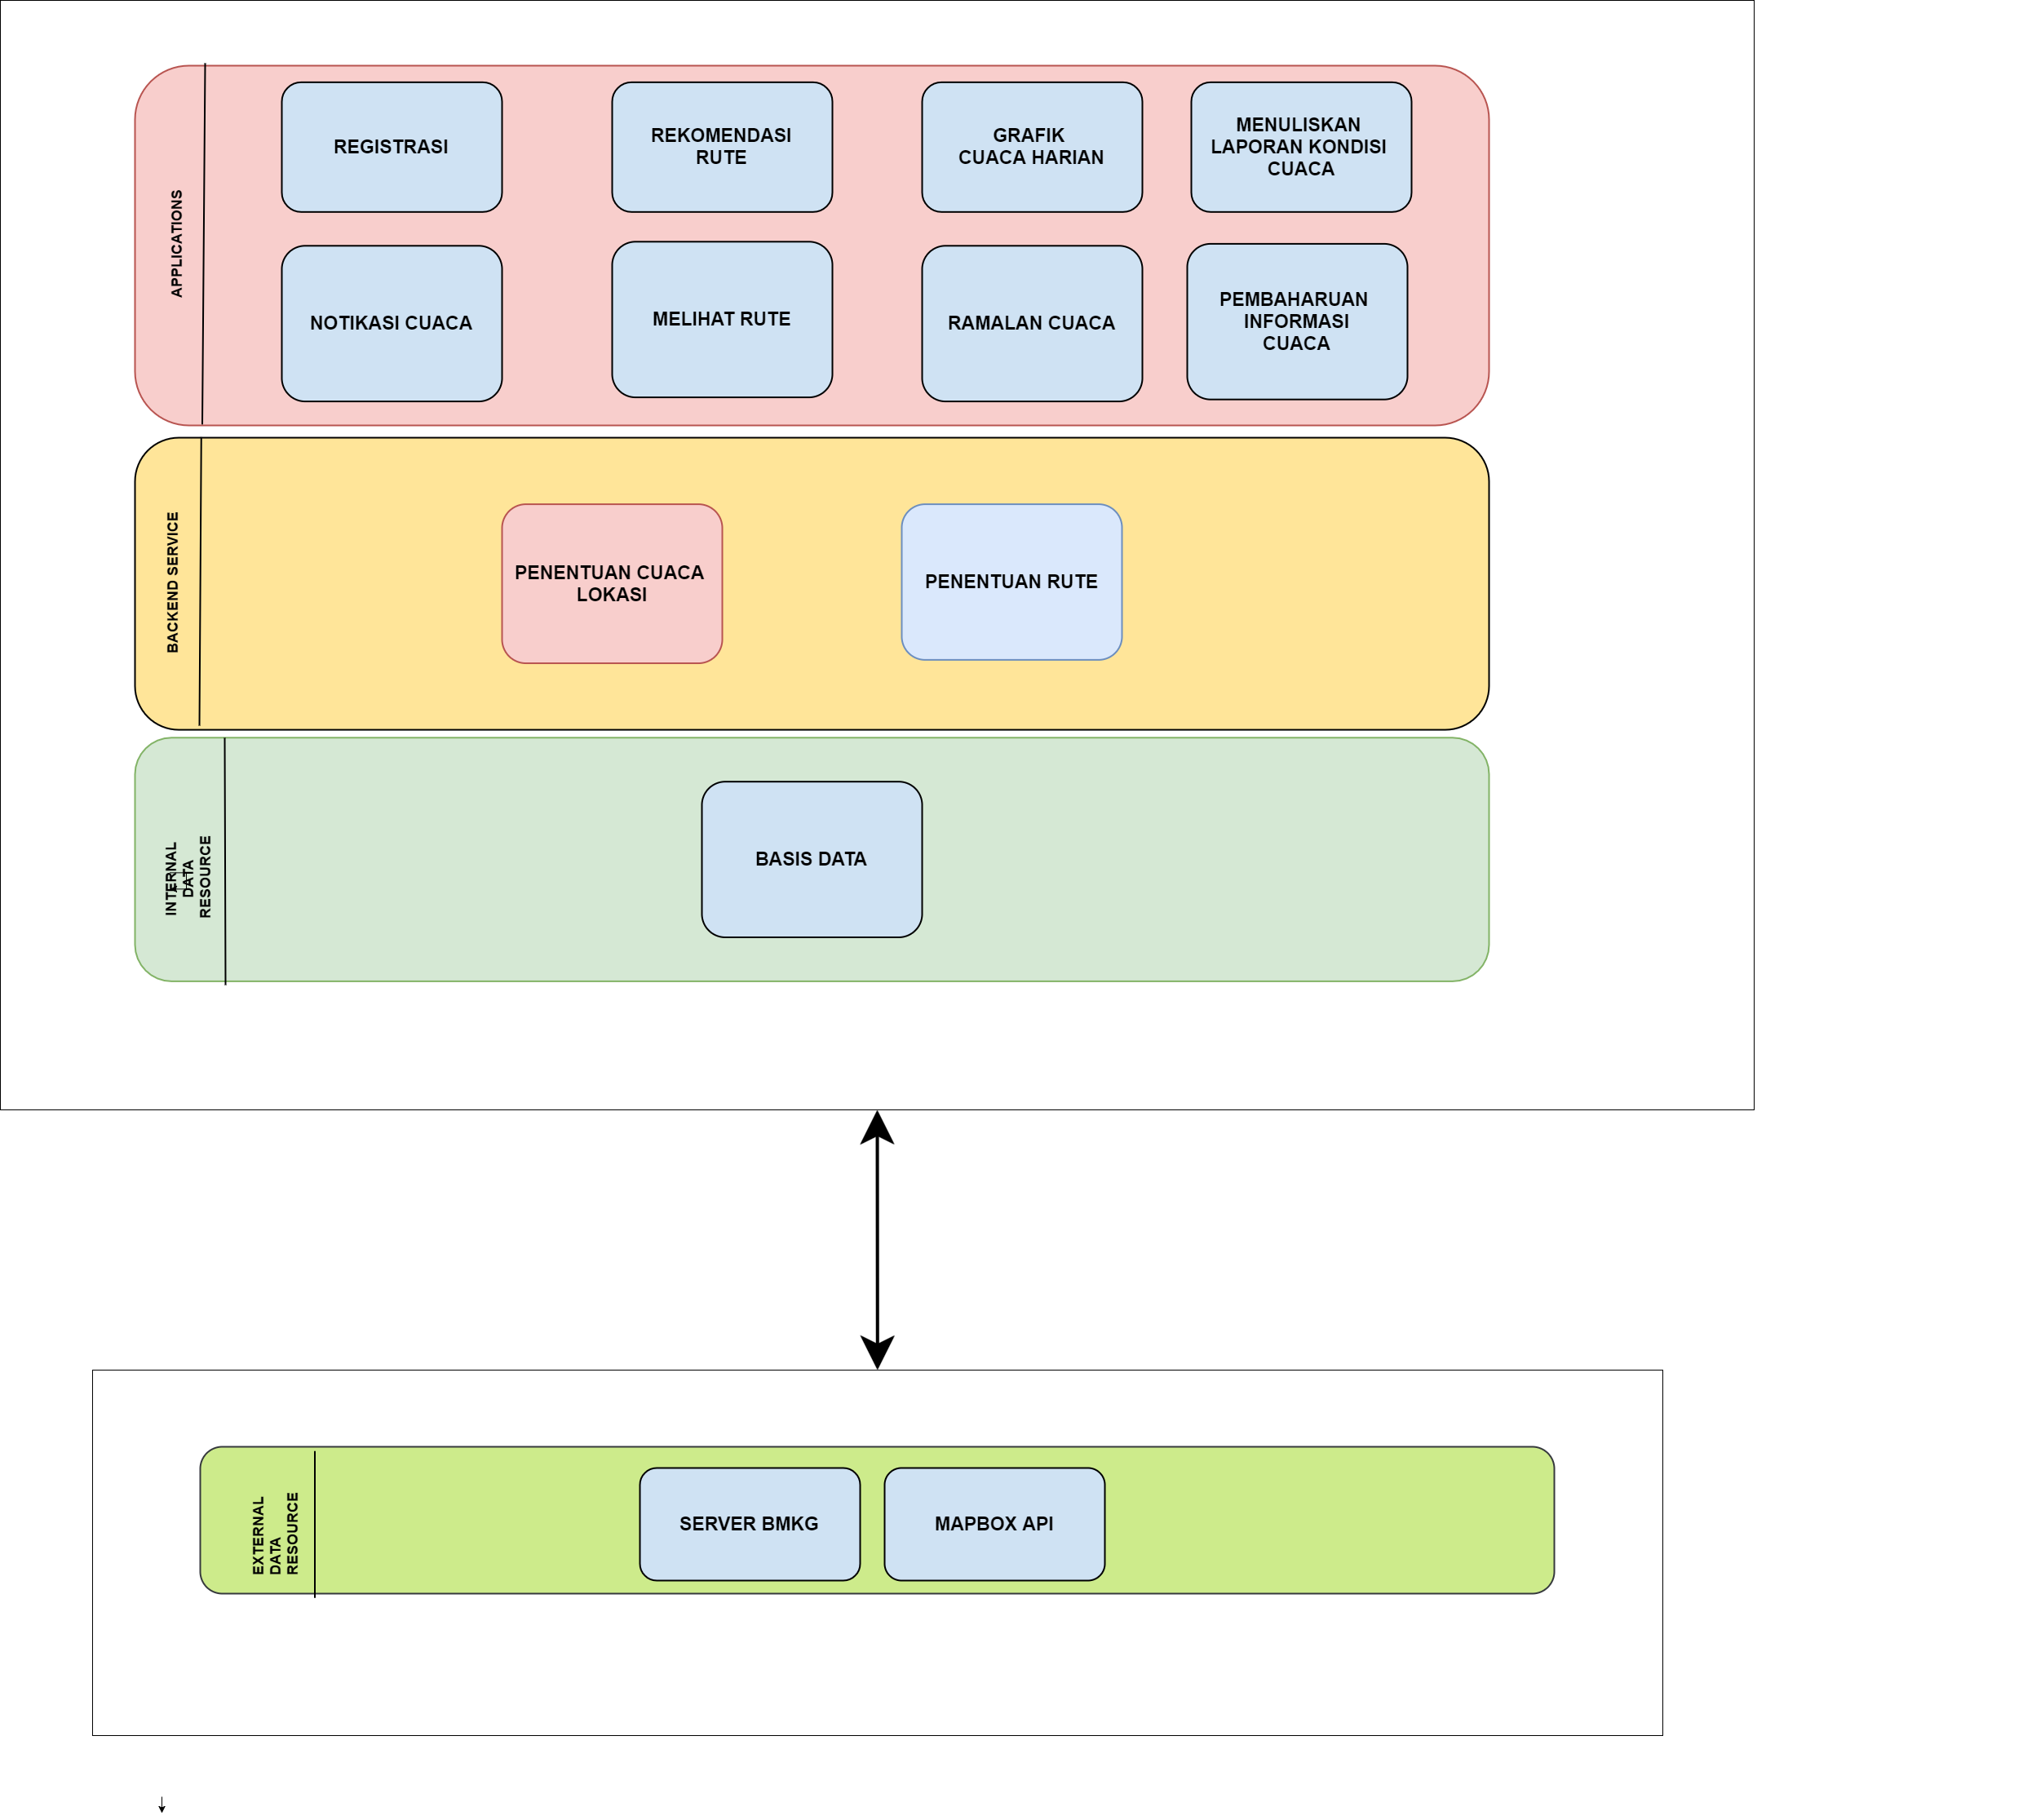 APPLICATIONS
REGISTRASI
REKOMENDASI
RUTE
GRAFIK
CUACA HARIAN
MENULISKAN
LAPORAN KONDISI
CUACA
NOTIKASI CUACA
MELIHAT RUTE
RAMALAN CUACA
PEMBAHARUAN
INFORMASI
CUACA
BACKEND SERVICE
PENENTUAN CUACA
LOKASI
PENENTUAN RUTE
INTERNAL
DATA
RESOURCE
BASIS DATA
EXTERNAL
DATA
RESOURCE
SERVER BMKG
MAPBOX API